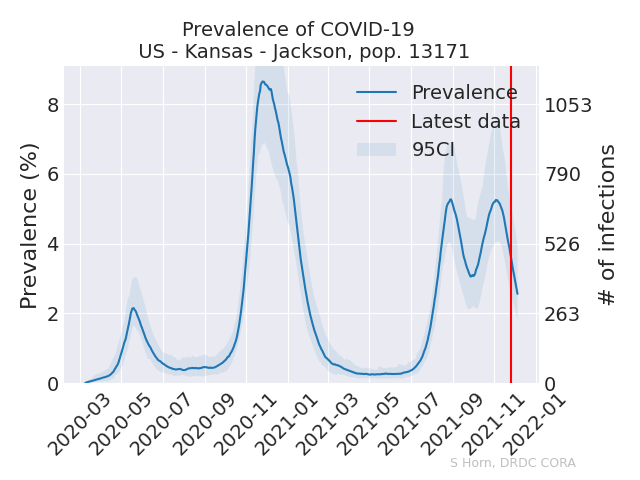 Prevalence of COVID-19
US - Kansas - Jackson, pop. 13171
Prevalence (%)
8
6
4
2
0
Prevalence
Latest data
95CI
1053
790
526
263
0
# of infections
2020-03
2020-05
2020-07
2020-09
2020-11
2021-01
2021-03
2021-05
2021-07
2021-09
2021-11
2022-01
S Horn, DRDC CORA